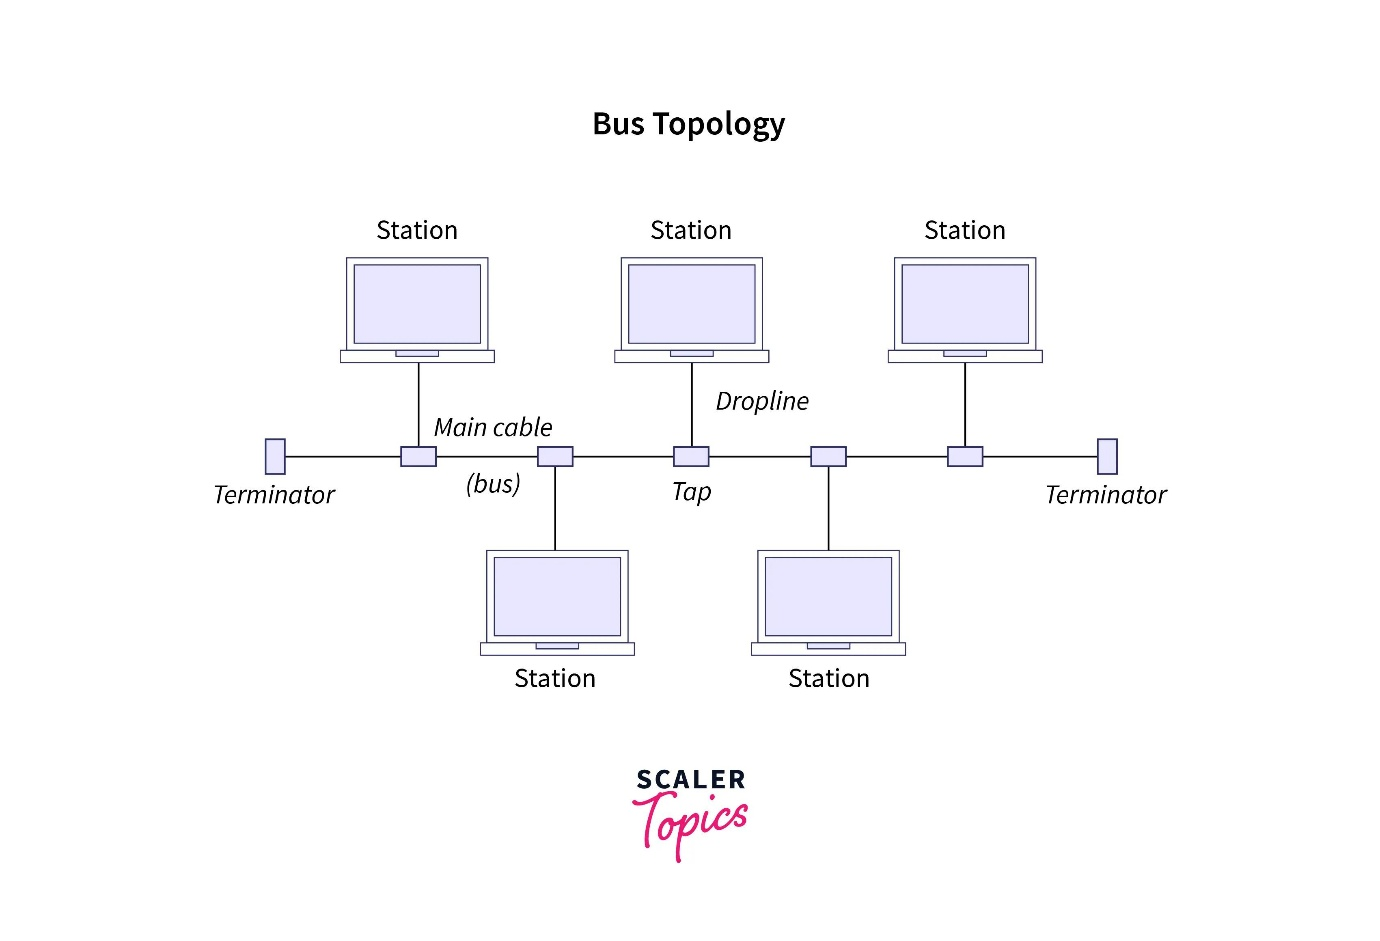 Bus Topology
Station
Station
Station
Dropline
Main cable
(bus)
Tap
Terminator
Terminator
Station
Station
SCALER
Topics